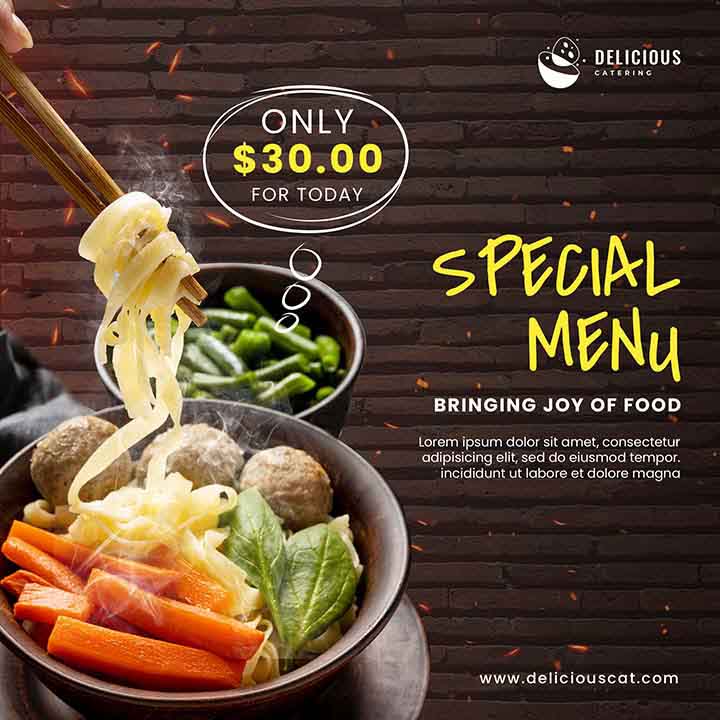 DELICIOUS
CATERING
ONLY
$30.00
FOR TODAY
SPECIAL
MENU
BRINGING JOY OF FOOD
Lorem ipsum dolor sit amet, consectetur
adipisicing elit, sed do eiusmod tempor.
incididunt ut labore et dolore magna
www.deliciouscat.com